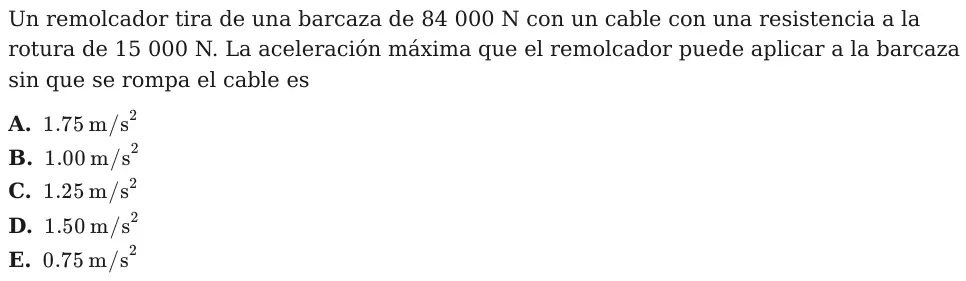 Un remolcador tira de una barcaza de 84 000 N con un cable con una resistencia a la
rotura de 15 000 N. La aceleración máxima que el remolcador puede aplicar a la barcaza
sin que se rompa el cable es
A. 1.75 m/s²
B. 1.00 m/s²
C. 1.25 m/s²
D. 1.50 m/s²
E. 0.75 m/s²